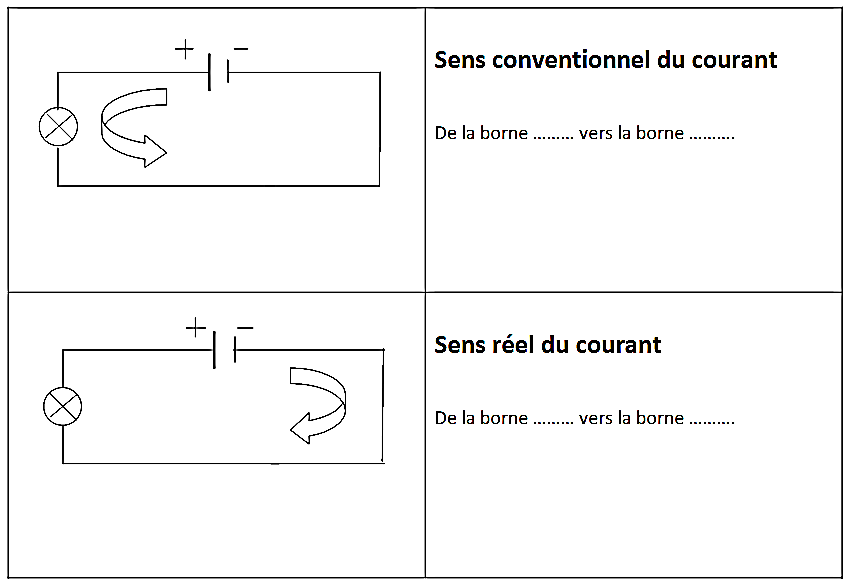 + −
Sens conventionnel du courant
De la borne ......... vers la borne ..........
+ −
Sens réel du courant
De la borne ......... vers la borne ..........